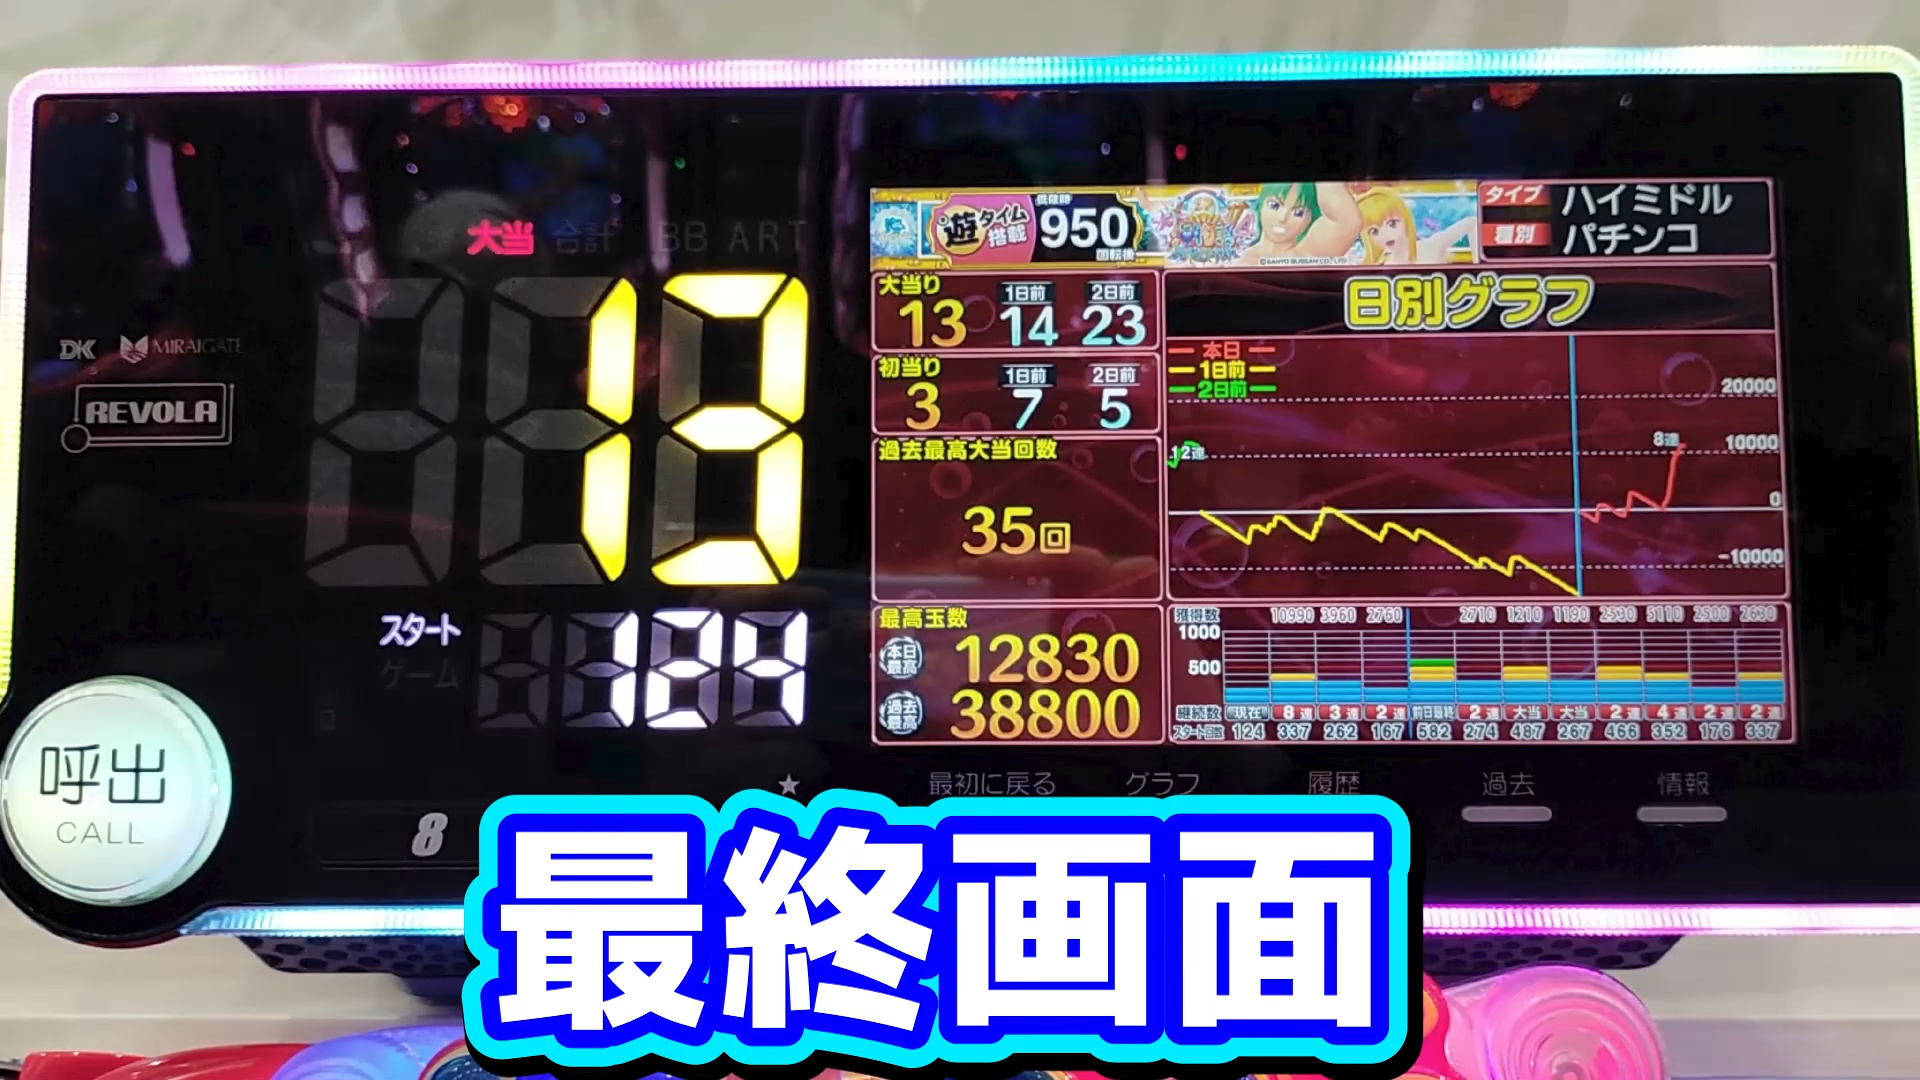 大当 合計 BB ART
13
DK MIRAIGATE
REVOLA
スタート
ゲーム
124
呼出
CALL
8
遊タイム搭載 950 回転後
©SANYO BUSSAN CO., LTD.
タイプ ハイミドル
種別 パチンコ
大当り 1日前 2日前
13 14 23
初当り 1日前 2日前
3 7 5
過去最高大当回数
35回
最高玉数
本日最高 12830
過去最高 38800
日別グラフ
本日
1日前
2日前
20000
12連
8連
10000
0
-10000
獲得数 10990 3960 2760 2710 1210 1190 2530 5110 2500 2630
1000
500
継続数 現在 8連 3連 2連 前日最終 2連 大当 大当 2連 4連 2連 2連
スタート回数 124 337 262 167 582 274 487 267 466 352 176 337
★ 最初に戻る グラフ 履歴 過去 情報
最終画面